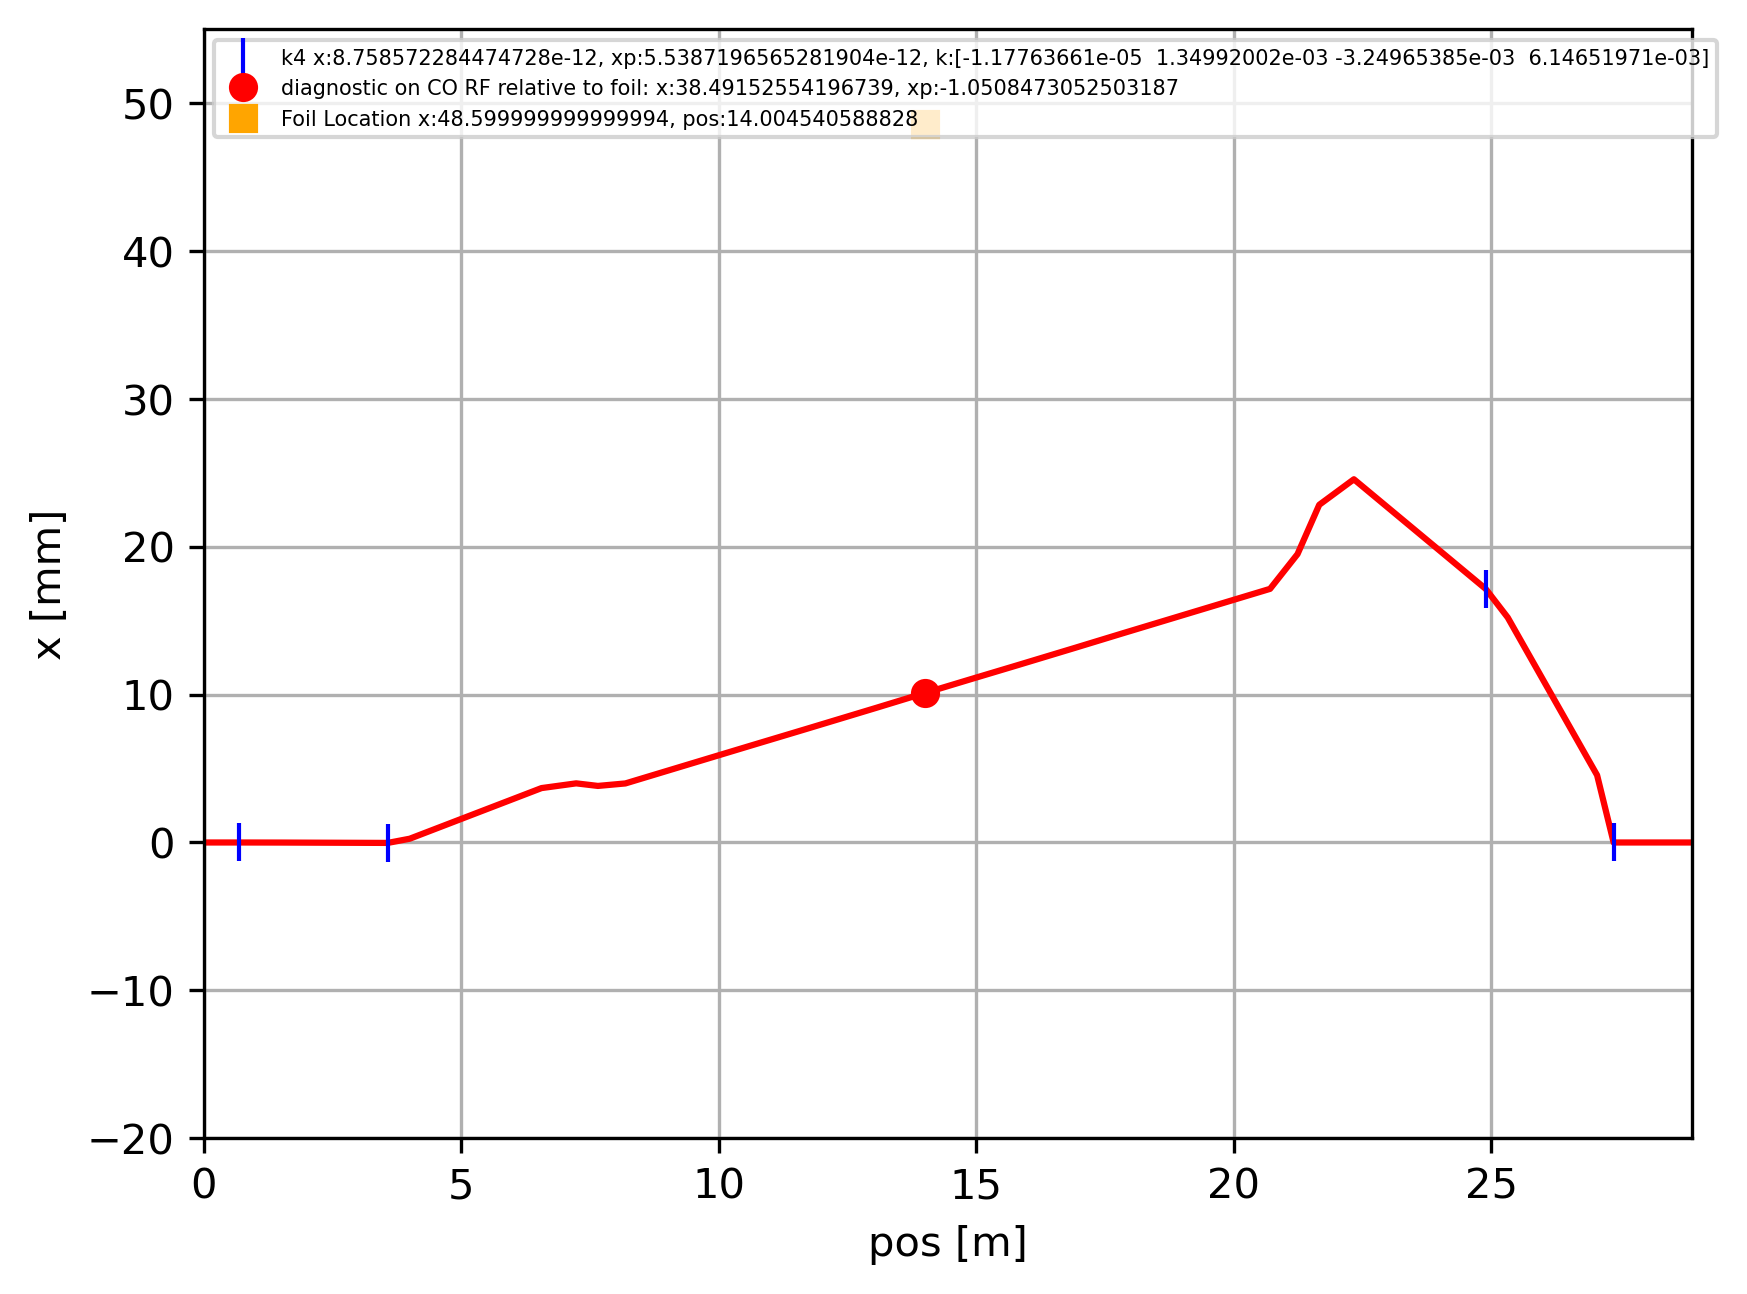 k4 x:8.758572284474728e-12, xp:5.5387196565281904e-12, k:[-1.17763661e-05  1.34992002e-03 -3.24965385e-03  6.14651971e-03]
diagnostic on CO RF relative to foil: x:38.49152554196739, xp:-1.0508473052503187
Foil Location x:48.599999999999994, pos:14.004540588828
50
40
30
20
10
0
−10
−20
x [mm]
0 5 10 15 20 25
pos [m]